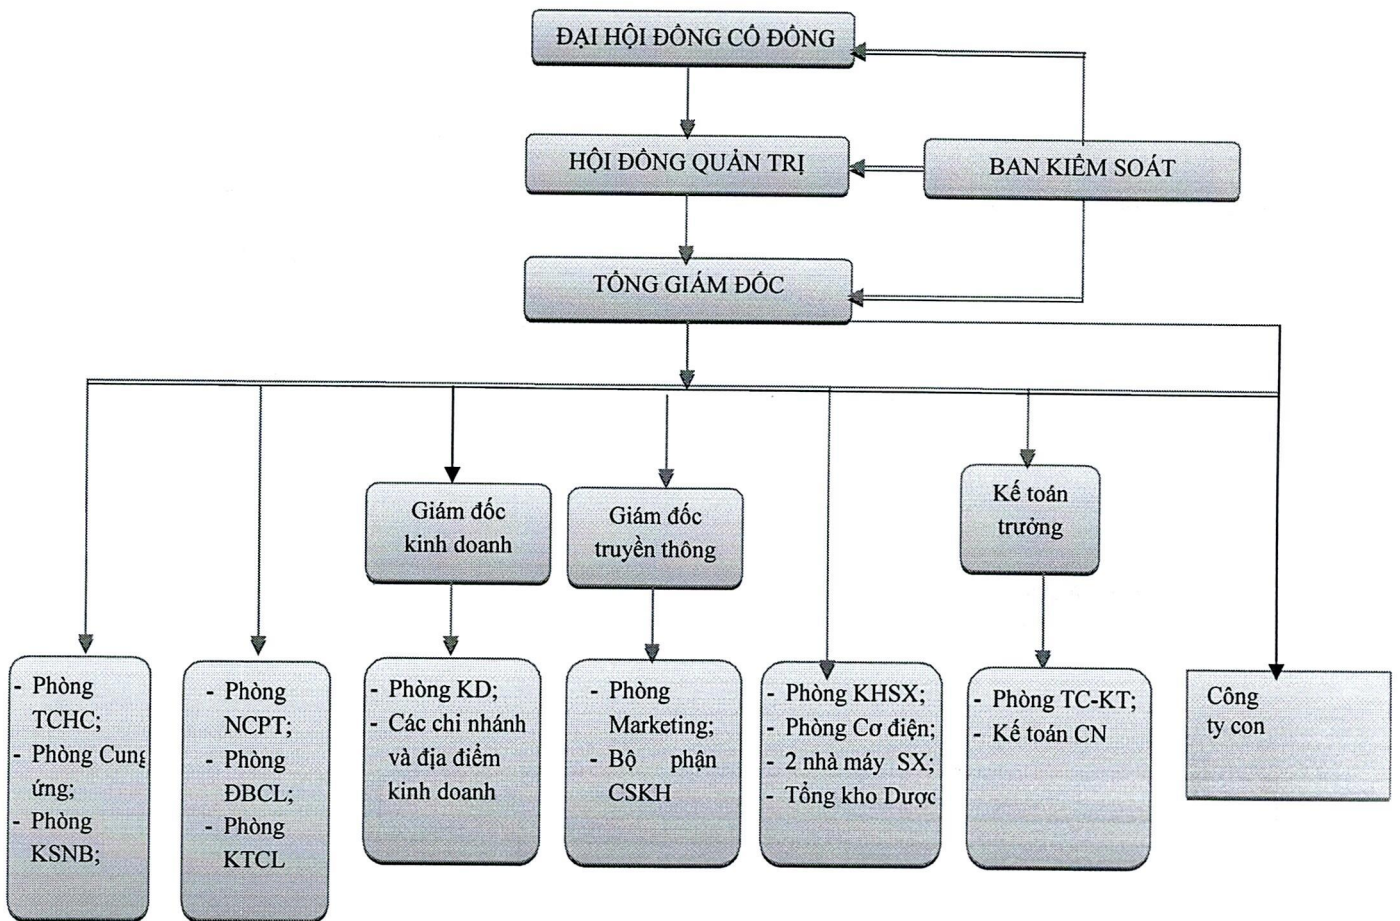 ĐẠI HỘI ĐỒNG CỔ ĐÔNG
HỘI ĐỒNG QUẢN TRỊ
BAN KIỂM SOÁT
TỔNG GIÁM ĐỐC
Giám đốc
kinh doanh
Giám đốc
truyền thông
Kế toán
trưởng
- Phòng
TCHC;
- Phòng Cung
ứng;
- Phòng
KSNB;
- Phòng
NCPT;
- Phòng
ĐBCL;
- Phòng
KTCL
- Phòng KD;
- Các chi nhánh
và địa điểm
kinh doanh
- Phòng
Marketing;
- Bộ phận
CSKH
- Phòng KHSX;
- Phòng Cơ điện;
- 2 nhà máy SX;
- Tổng kho Dược
- Phòng TC-KT;
- Kế toán CN
Công
ty con